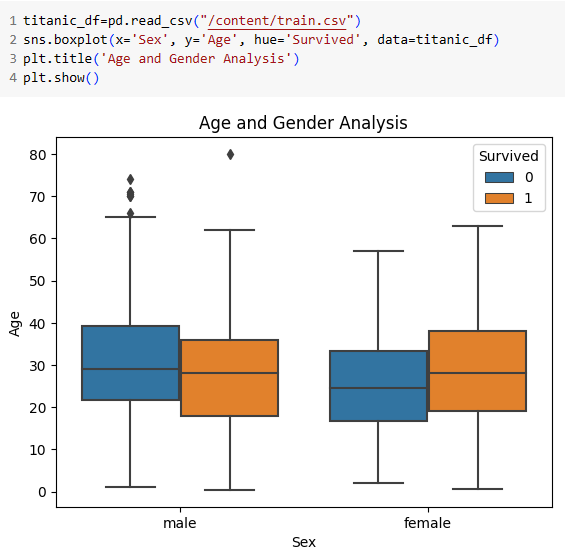 1 titanic_df=pd.read_csv("/content/train.csv")
2 sns.boxplot(x='Sex', y='Age', hue='Survived', data=titanic_df)
3 plt.title('Age and Gender Analysis')
4 plt.show()
Age and Gender Analysis
Survived
0
1
80
70
60
50
40
30
20
10
0
Age
male female
Sex